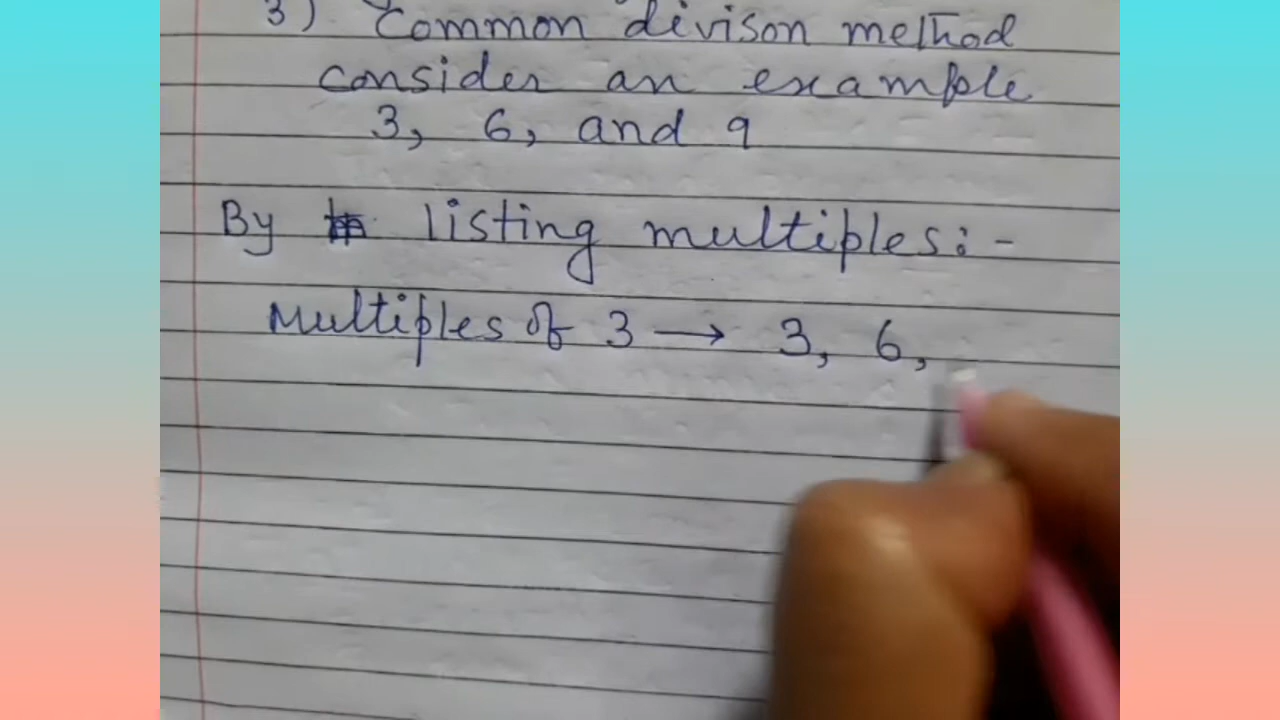 3) Common divison method
consider an example
3, 6, and 9
By listing multiples:-
Multiples of 3 → 3, 6,